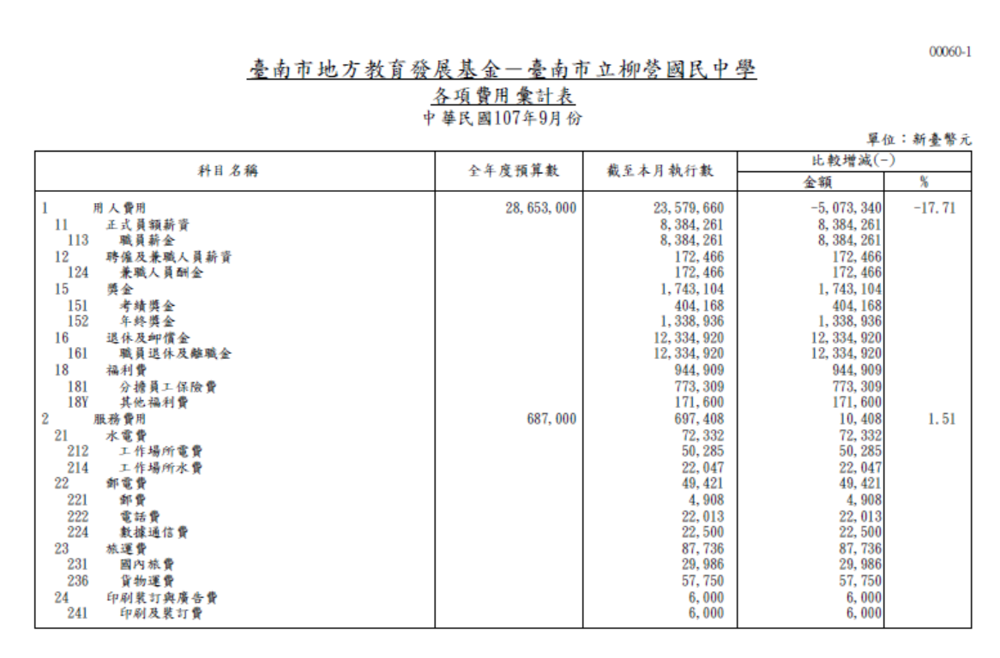 00060-1
臺南市地方教育發展基金－臺南市立柳營國民中學
各項費用彙計表
中華民國107年9月份
單位：新臺幣元
科目名稱 全年度預算數 截至本月執行數 比較增減(-)
金額 %
1 用人費用 28,653,000 23,579,660 -5,073,340 -17.71
11 正式員額薪資 8,384,261 8,384,261
113 職員薪金 8,384,261 8,384,261
12 聘僱及兼職人員薪資 172,466 172,466
124 兼職人員酬金 172,466 172,466
15 獎金 1,743,104 1,743,104
151 考績獎金 404,168 404,168
152 年終獎金 1,338,936 1,338,936
16 退休及卹償金 12,334,920 12,334,920
161 職員退休及離職金 12,334,920 12,334,920
18 福利費 944,909 944,909
181 分擔員工保險費 773,309 773,309
18Y 其他福利費 171,600 171,600
2 服務費用 687,000 697,408 10,408 1.51
21 水電費 72,332 72,332
212 工作場所電費 50,285 50,285
214 工作場所水費 22,047 22,047
22 郵電費 49,421 49,421
221 郵費 4,908 4,908
222 電話費 22,013 22,013
224 數據通信費 22,500 22,500
23 旅運費 87,736 87,736
231 國內旅費 29,986 29,986
236 貨物運費 57,750 57,750
24 印刷裝訂與廣告費 6,000 6,000
241 印刷及裝訂費 6,000 6,000